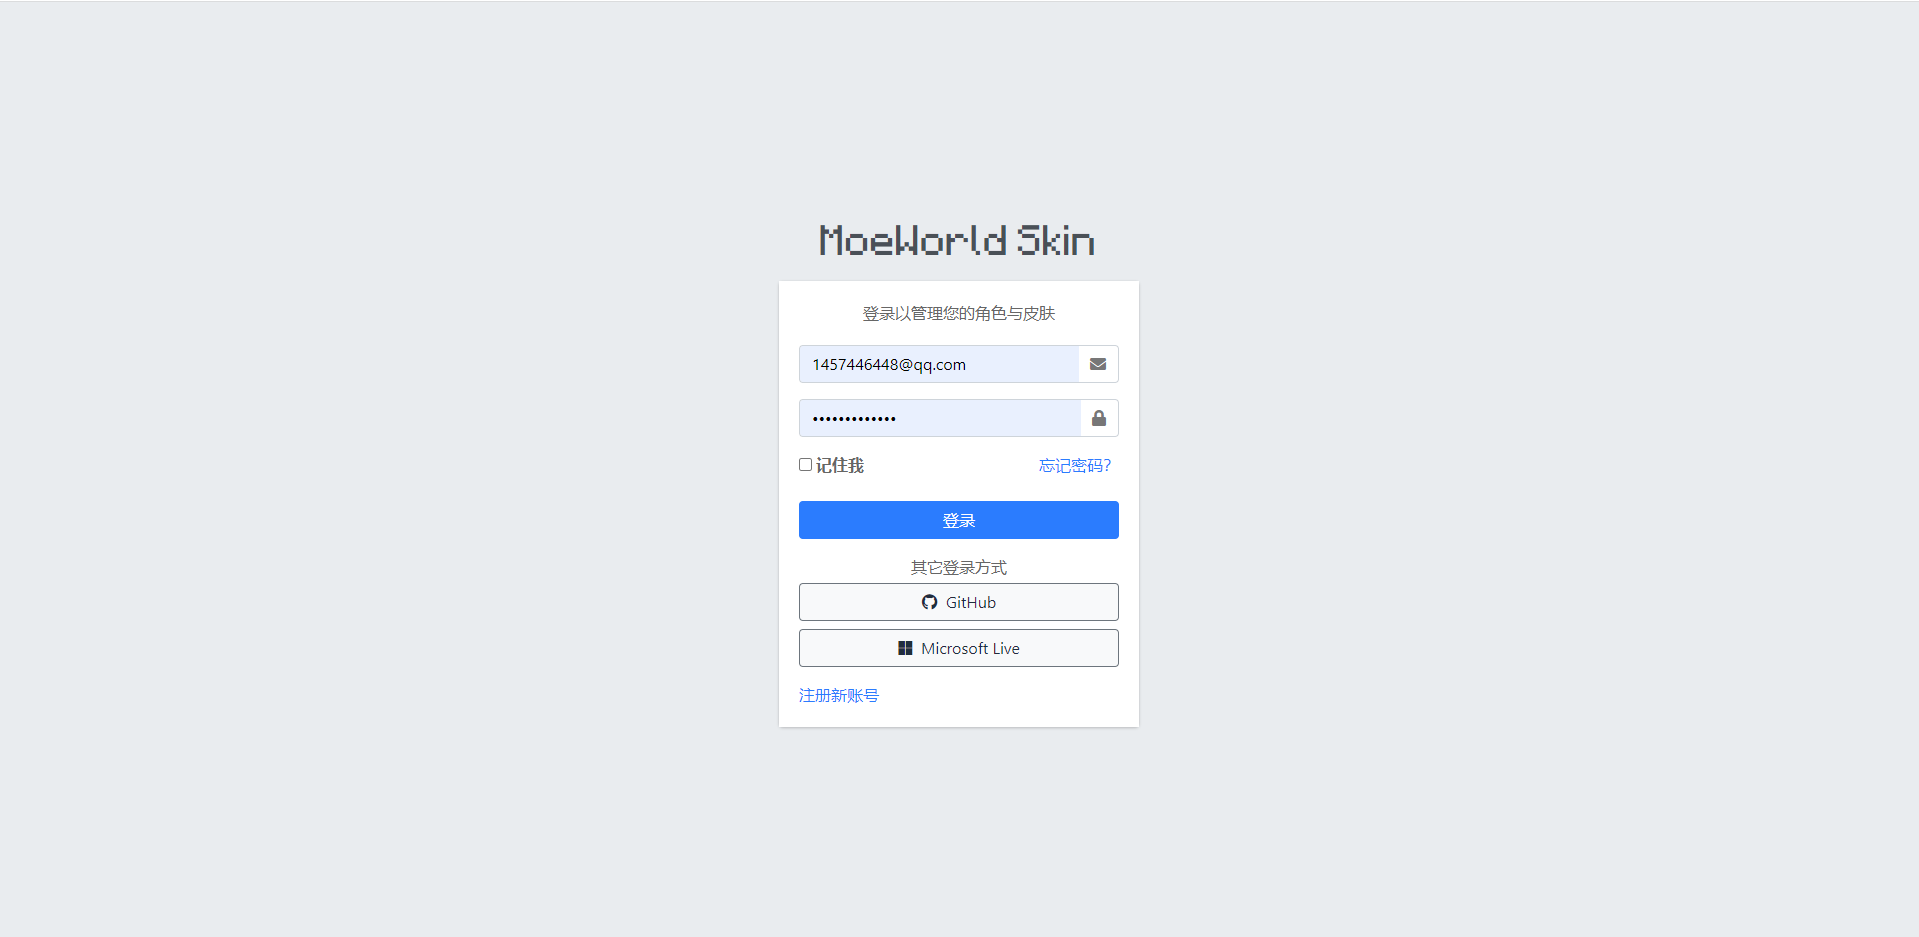 MoeWorld Skin
登录以管理您的角色与皮肤
1457446448@qq.com
•••••••••••••
记住我
忘记密码?
登录
其它登录方式
GitHub
Microsoft Live
注册新账号